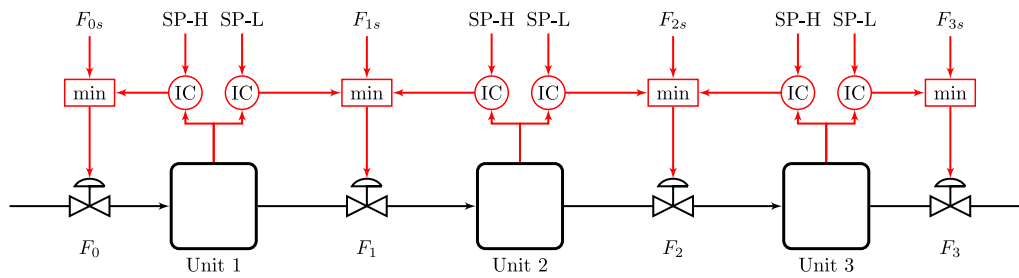 F0s SP-H SP-L F1s SP-H SP-L F2s SP-H SP-L F3s
min IC IC min IC IC min IC IC min
F0 Unit 1 F1 Unit 2 F2 Unit 3 F3